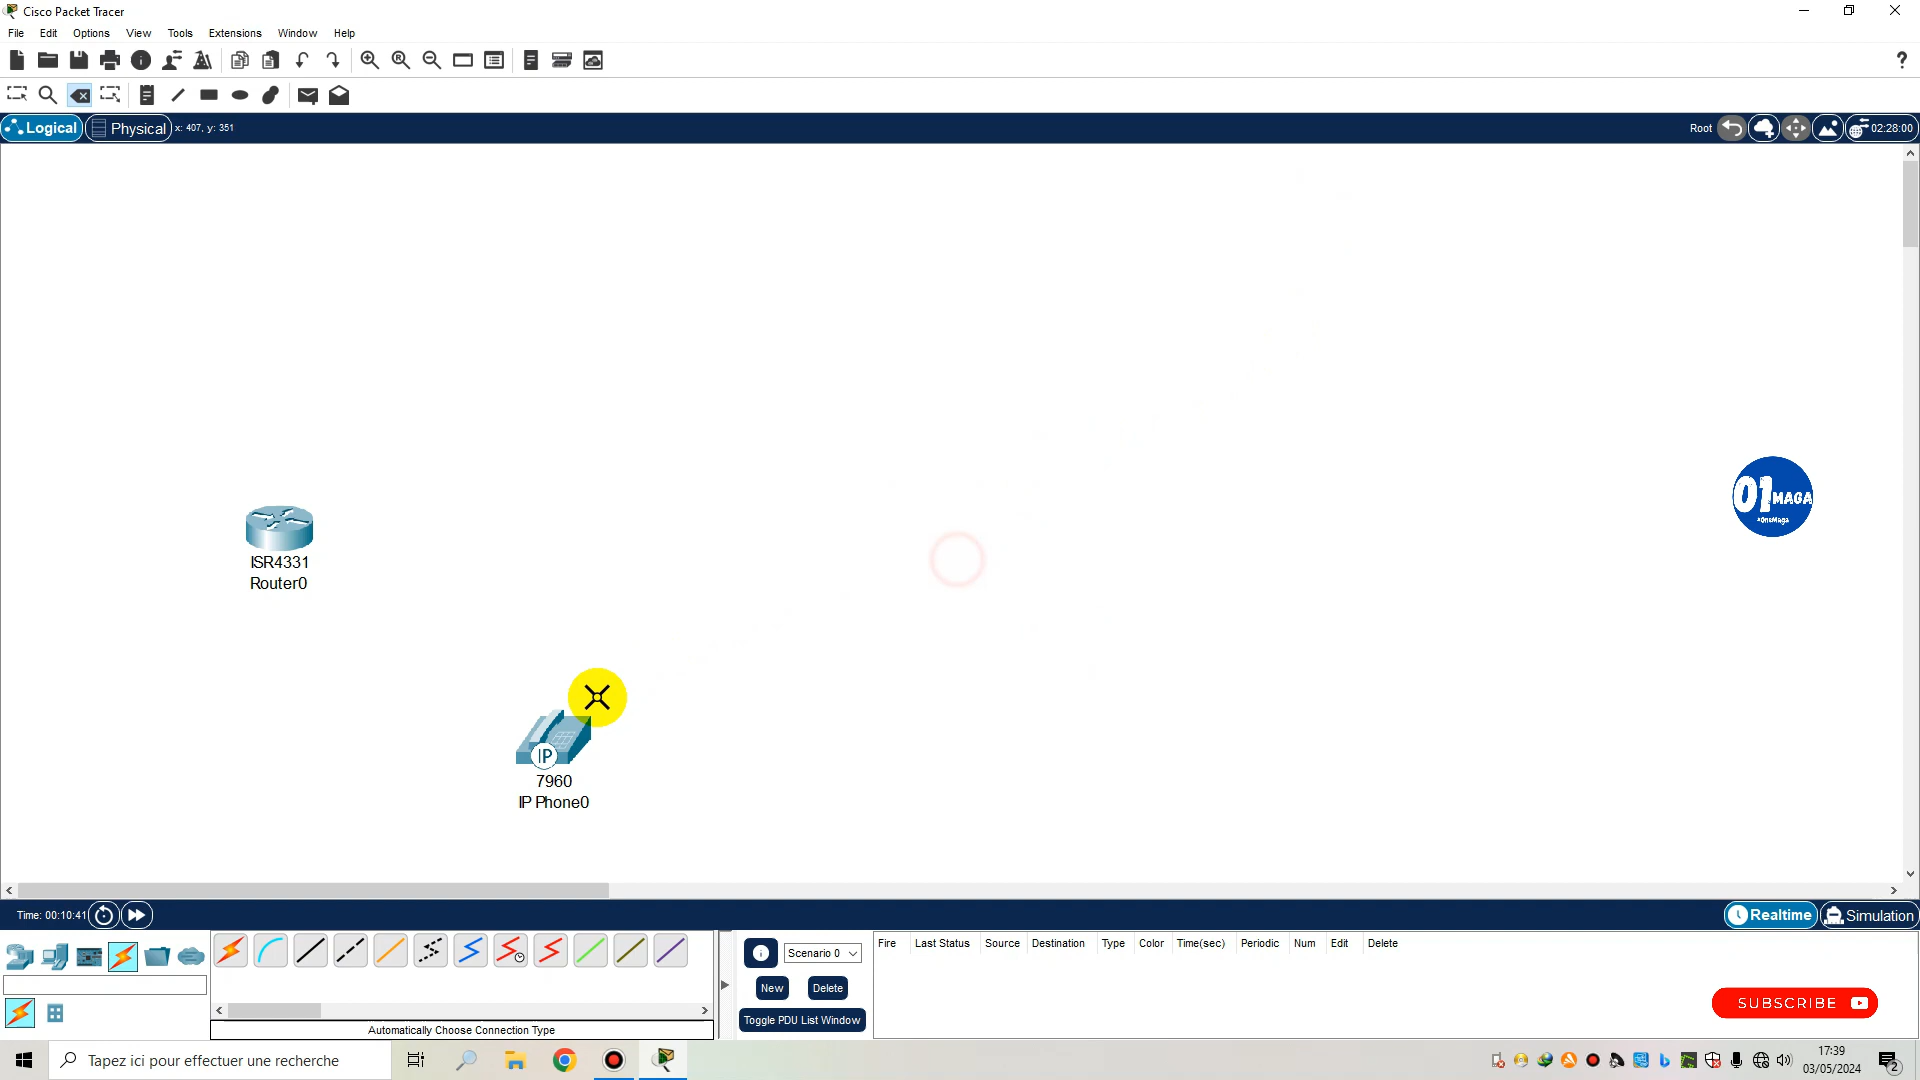 Cisco Packet Tracer
File Edit Options View Tools Extensions Window Help
?
Logical Physical x: 407, y: 351 Root 02:28:00
01 MAGA
ISR4331
Router0
IP
7960
IP Phone0
Time: 00:10:41 Realtime Simulation
Scenario 0
New Delete
Toggle PDU List Window
Fire Last Status Source Destination Type Color Time(sec) Periodic Num Edit Delete
Automatically Choose Connection Type
SUBSCRIBE
Tapez ici pour effectuer une recherche
17:39
03/05/2024
2